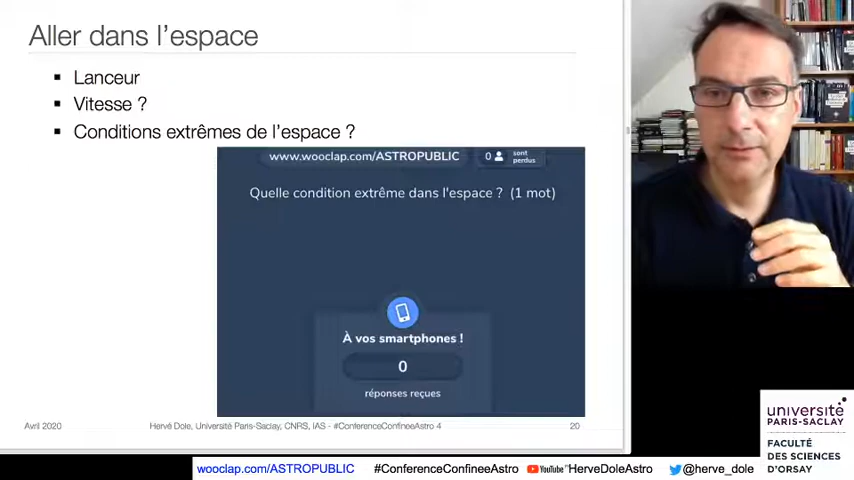 Aller dans l'espace
▪ Lanceur
▪ Vitesse ?
▪ Conditions extrêmes de l'espace ?
www.wooclap.com/ASTROPUBLIC
0 sont perdus
Quelle condition extrême dans l'espace ? (1 mot)
À vos smartphones !
0
réponses reçues
Avril 2020
Hervé Dole, Université Paris-Saclay, CNRS, IAS - #ConferenceConfineeAstro 4
20
université
PARIS-SACLAY
FACULTÉ
DES SCIENCES
D'ORSAY
wooclap.com/ASTROPUBLIC
#ConferenceConfineeAstro
YouTube HerveDoleAstro
@herve_dole